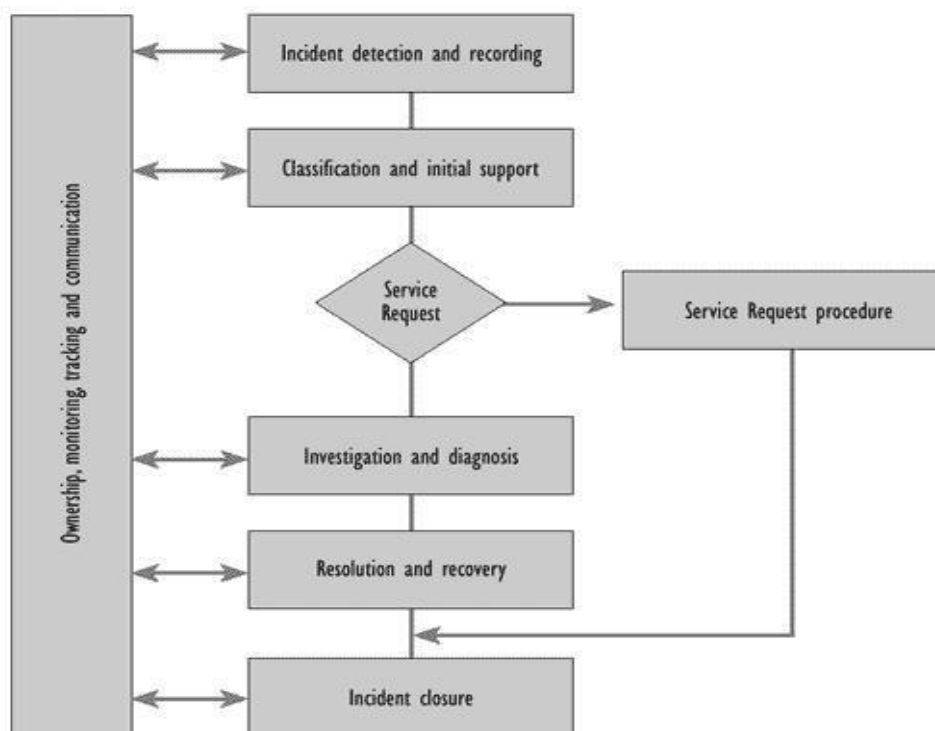 Ownership, monitoring, tracking and communication
Incident detection and recording
Classification and initial support
Service
Request
Service Request procedure
Investigation and diagnosis
Resolution and recovery
Incident closure